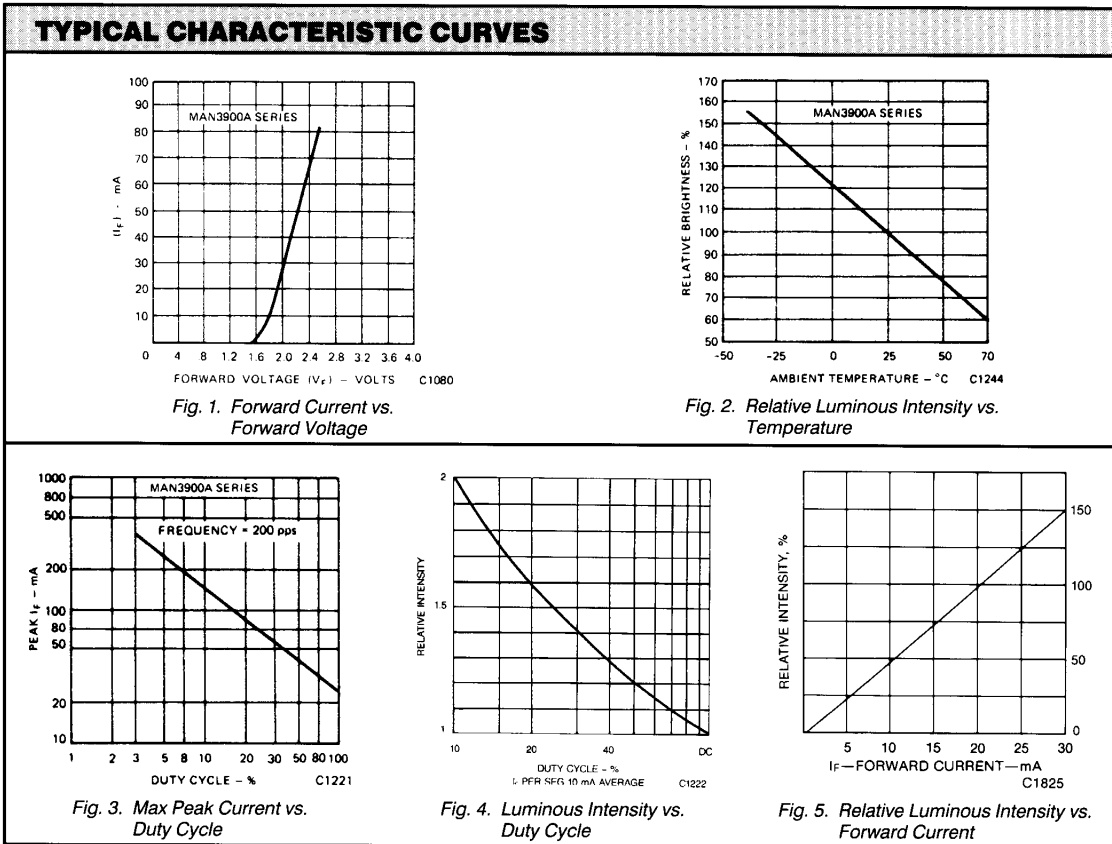 TYPICAL CHARACTERISTIC CURVES
100
90
80
70
60
50
40
30
20
10
(IF) - mA
MAN3900A SERIES
0 4 8 1.2 1.6 2.0 2.4 2.8 3.2 3.6 4.0
FORWARD VOLTAGE (VF) - VOLTS C1080
Fig. 1. Forward Current vs.
Forward Voltage
170
160
150
140
130
120
110
100
90
80
70
60
50
RELATIVE BRIGHTNESS - %
MAN3900A SERIES
-50 -25 0 25 50 70
AMBIENT TEMPERATURE - °C C1244
Fig. 2. Relative Luminous Intensity vs.
Temperature
1000
800
500
200
100
80
50
20
10
PEAK IF - mA
MAN3900A SERIES
FREQUENCY = 200 pps
1 2 3 5 8 10 20 30 50 80 100
DUTY CYCLE - % C1221
Fig. 3. Max Peak Current vs.
Duty Cycle
2
1.5
1
RELATIVE INTENSITY
10 20 40 DC
DUTY CYCLE - %
IF PER SEG 10 mA AVERAGE C1222
Fig. 4. Luminous Intensity vs.
Duty Cycle
RELATIVE INTENSITY, %
150
100
50
0
5 10 15 20 25 30
IF—FORWARD CURRENT—mA
C1825
Fig. 5. Relative Luminous Intensity vs.
Forward Current